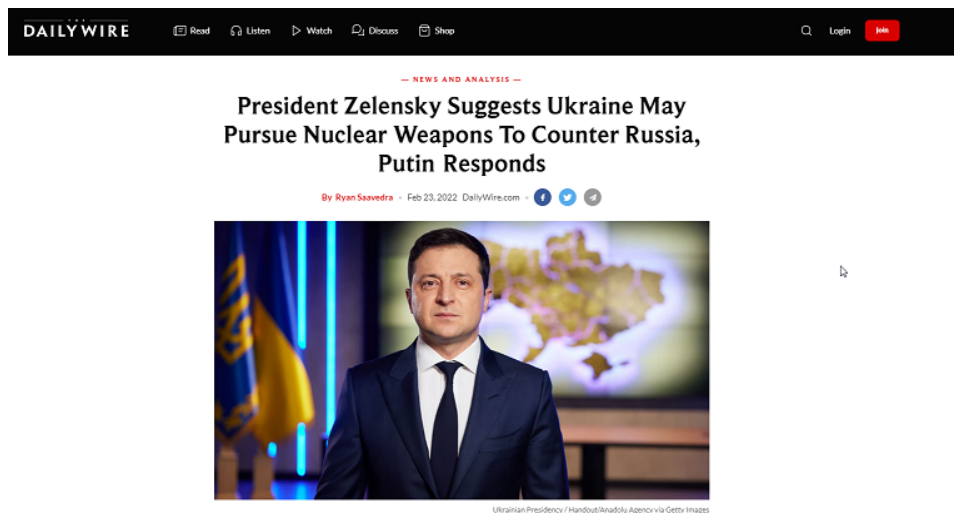 THE
DAILYWIRE
Read Listen Watch Discuss Shop Login Join
— NEWS AND ANALYSIS —
President Zelensky Suggests Ukraine May
Pursue Nuclear Weapons To Counter Russia,
Putin Responds
By Ryan Saavedra • Feb 23, 2022 DailyWire.com •
Ukrainian Presidency / Handout/Anadolu Agency via Getty Images